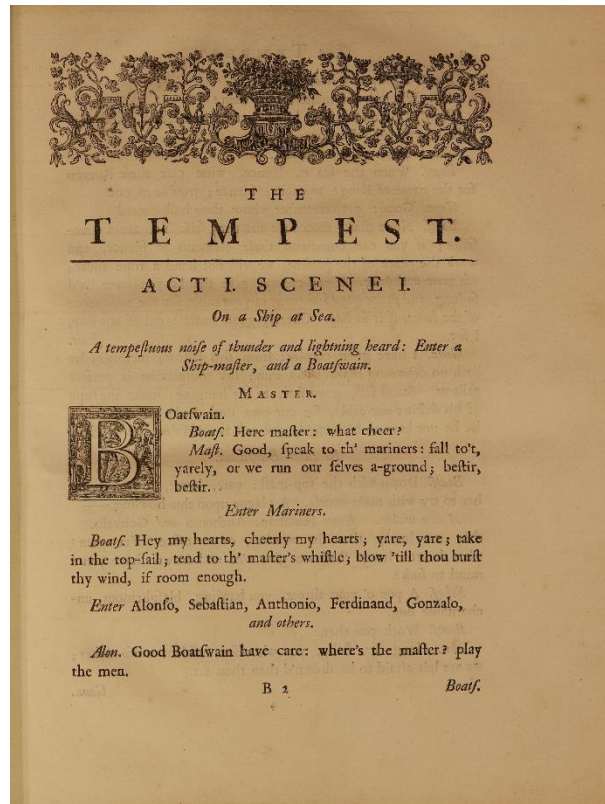 THE
TEMPEST.
ACT I. SCENE I.
On a Ship at Sea.
A tempeſtuous noiſe of thunder and lightning heard: Enter a
Ship-maſter, and a Boatſwain.
MASTER.
BOatſwain.
Boatſ. Here maſter: what cheer?
Maſt. Good, ſpeak to th' mariners: fall to't,
yarely, or we run our ſelves a-ground; beſtir,
beſtir.
Enter Mariners.
Boatſ. Hey my hearts, cheerly my hearts; yare, yare; take
in the top-ſail; tend to th' maſter's whiſtle; blow 'till thou burſt
thy wind, if room enough.
Enter Alonſo, Sebaſtian, Anthonio, Ferdinand, Gonzalo,
and others.
Alon. Good Boatſwain have care: where's the maſter? play
the men.
B 2 Boatſ.